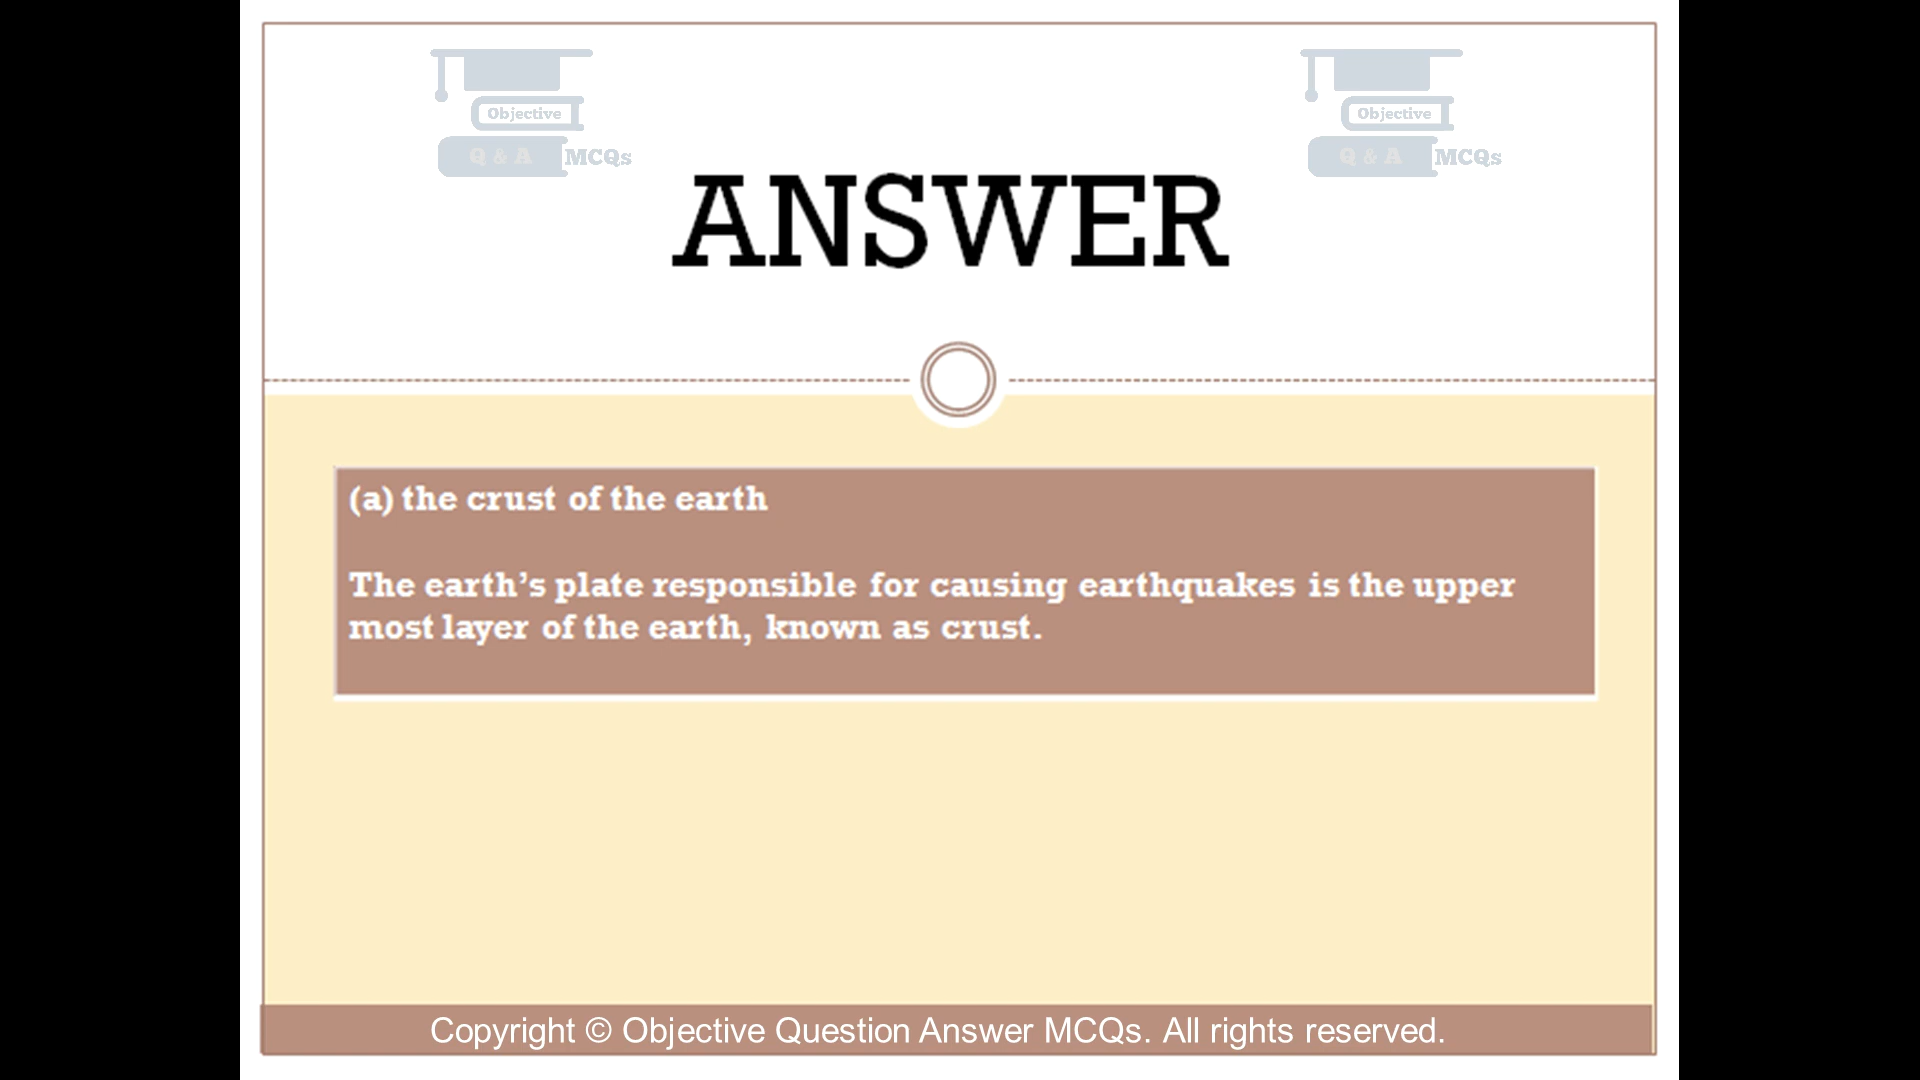 Objective
Q & A MCQs
Objective
Q & A MCQs
ANSWER
(a) the crust of the earth
The earth’s plate responsible for causing earthquakes is the upper
most layer of the earth, known as crust.
Copyright © Objective Question Answer MCQs. All rights reserved.